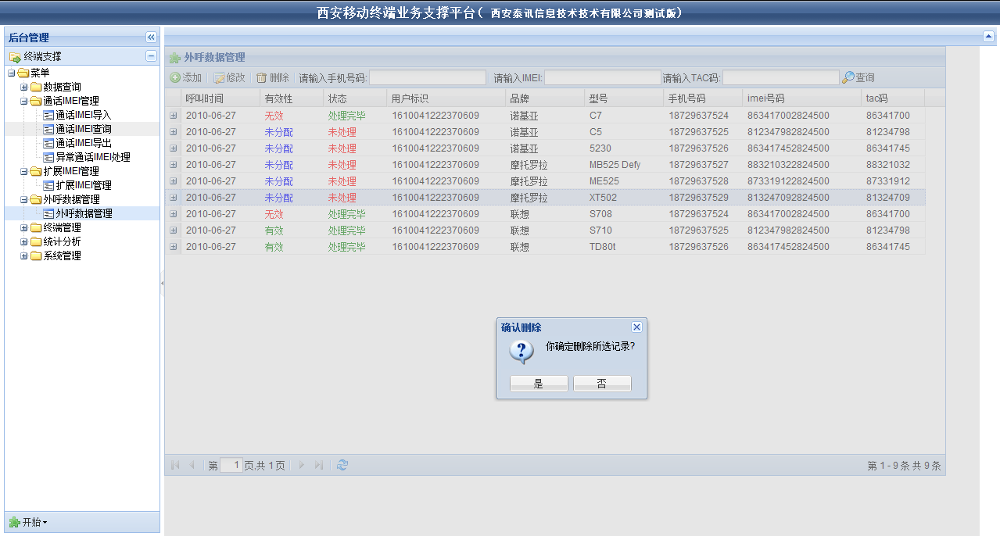 西安移动终端业务支撑平台( 西安泰讯信息技术技术有限公司测试版)
后台管理
终端支撑
菜单
数据查询
通话IMEI管理
通话IMEI导入
通话IMEI查询
通话IMEI导出
异常通话IMEI处理
扩展IMEI管理
扩展IMEI管理
外呼数据管理
外呼数据管理
终端管理
统计分析
系统管理
开始
外呼数据管理
添加 修改 删除 请输入手机号码: 请输入IMEI: 请输入TAC码: 查询
呼叫时间 有效性 状态 用户标识 品牌 型号 手机号码 imei号码 tac码
2010-06-27 无效 处理完毕 1610041222370609 诺基亚 C7 18729637524 863417002824500 86341700
2010-06-27 未分配 未处理 1610041222370609 诺基亚 C5 18729637525 812347982824500 81234798
2010-06-27 未分配 未处理 1610041222370609 诺基亚 5230 18729637526 863417452824500 86341745
2010-06-27 未分配 未处理 1610041222370609 摩托罗拉 MB525 Defy 18729637527 883210322824500 88321032
2010-06-27 未分配 未处理 1610041222370609 摩托罗拉 ME525 18729637528 873319122824500 87331912
2010-06-27 未分配 未处理 1610041222370609 摩托罗拉 XT502 18729637529 813247092824500 81324709
2010-06-27 无效 处理完毕 1610041222370609 联想 S708 18729637524 863417002824500 86341700
2010-06-27 有效 处理完毕 1610041222370609 联想 S710 18729637525 812347982824500 81234798
2010-06-27 有效 处理完毕 1610041222370609 联想 TD80t 18729637526 863417452824500 86341745
确认删除
你确定删除所选记录?
是 否
第 1 页,共 1 页
第 1 - 9 条 共 9 条